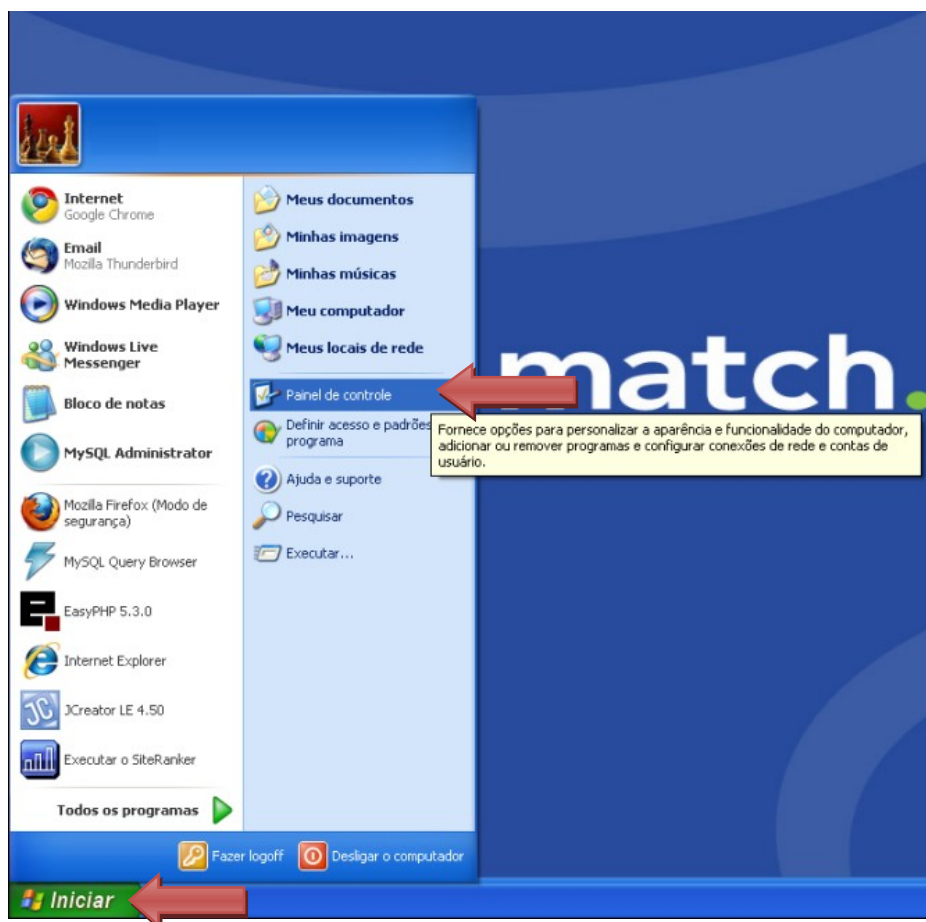 Internet
Google Chrome
Email
Mozilla Thunderbird
Windows Media Player
Windows Live
Messenger
Bloco de notas
MySQL Administrator
Mozilla Firefox (Modo de
segurança)
MySQL Query Browser
EasyPHP 5.3.0
Internet Explorer
JCreator LE 4.50
Executar o SiteRanker
Todos os programas
Meus documentos
Minhas imagens
Minhas músicas
Meu computador
Meus locais de rede
Painel de controle
Definir acesso e padrões
programa
Ajuda e suporte
Pesquisar
Executar...
match.
Fornece opções para personalizar a aparência e funcionalidade do computador,
adicionar ou remover programas e configurar conexões de rede e contas de
usuário.
Fazer logoff
Desligar o computador
Iniciar